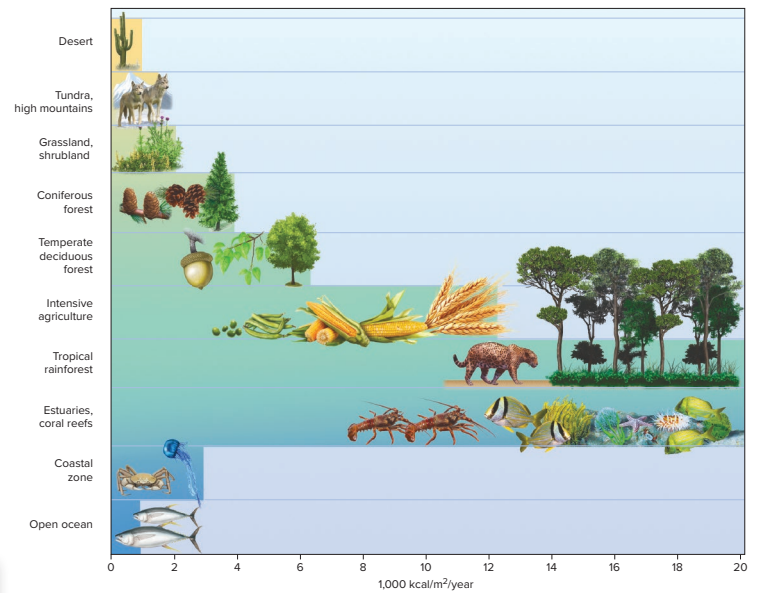 Desert
Tundra,
high mountains
Grassland,
shrubland
Coniferous
forest
Temperate
deciduous
forest
Intensive
agriculture
Tropical
rainforest
Estuaries,
coral reefs
Coastal
zone
Open ocean
0 2 4 6 8 10 12 14 16 18 20
1,000 kcal/m²/year